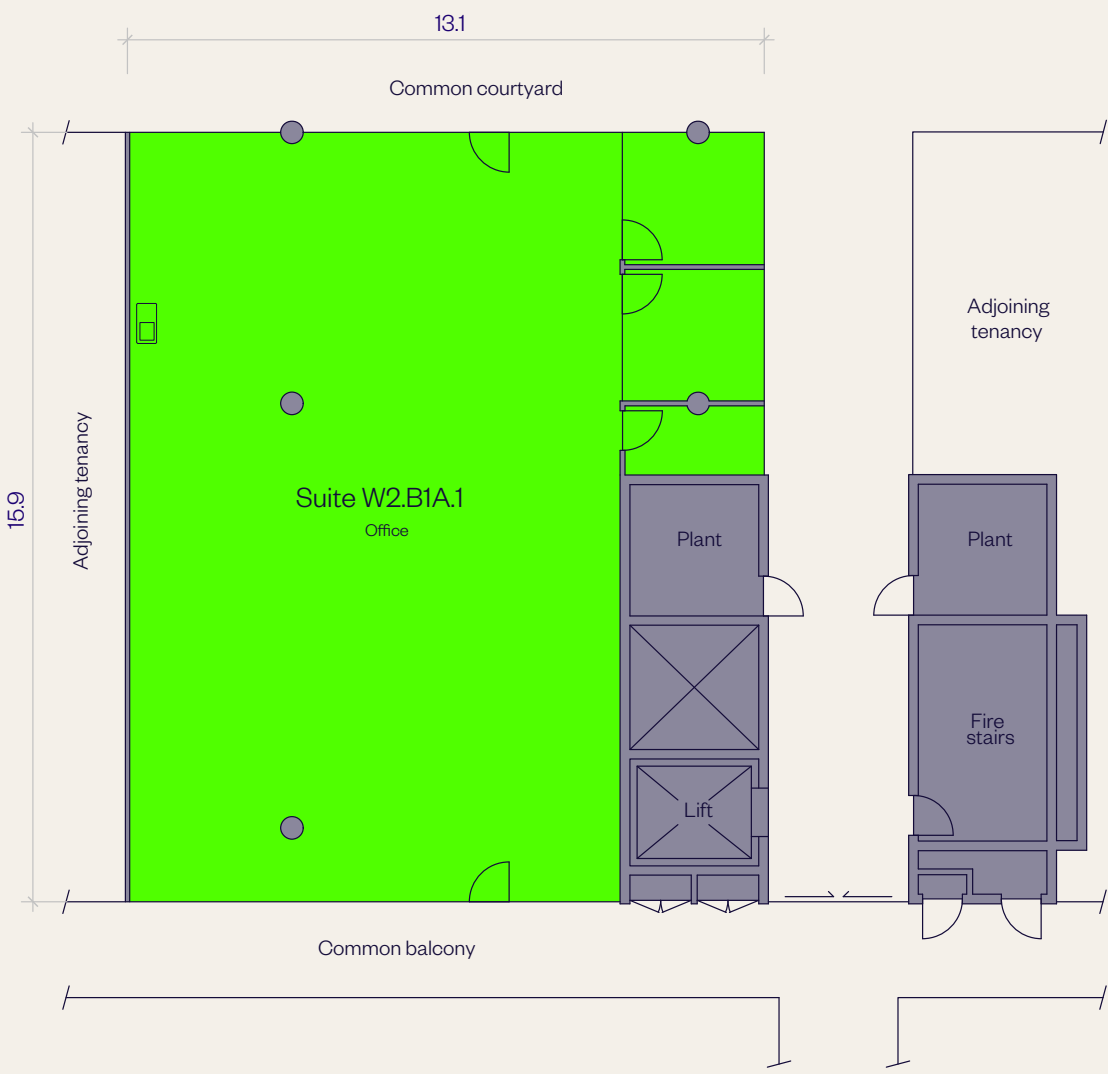 13.1
Common courtyard
Adjoining
tenancy
Adjoining tenancy
15.9
Suite W2.B1A.1
Office
Plant
Plant
Fire
stairs
Lift
Common balcony